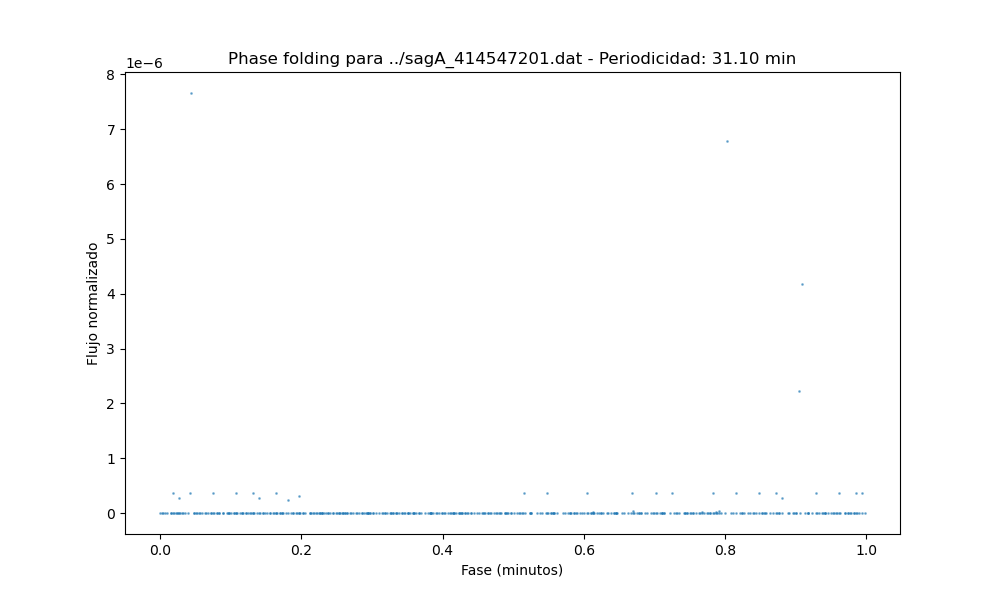 Phase folding para ../sagA_414547201.dat - Periodicidad: 31.10 min
1e−6
8
7
6
5
4
3
2
1
0
Flujo normalizado
0.0 0.2 0.4 0.6 0.8 1.0
Fase (minutos)